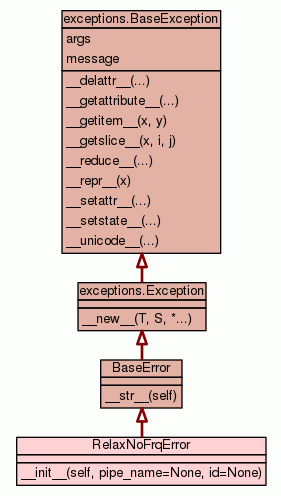 exceptions.BaseException
args
message
__delattr__(...)
__getattribute__(...)
__getitem__(x, y)
__getslice__(x, i, j)
__reduce__(...)
__repr__(x)
__setattr__(...)
__setstate__(...)
__unicode__(...)
exceptions.Exception
__new__(T, S, *...)
BaseError
__str__(self)
RelaxNoFrqError
__init__(self, pipe_name=None, id=None)